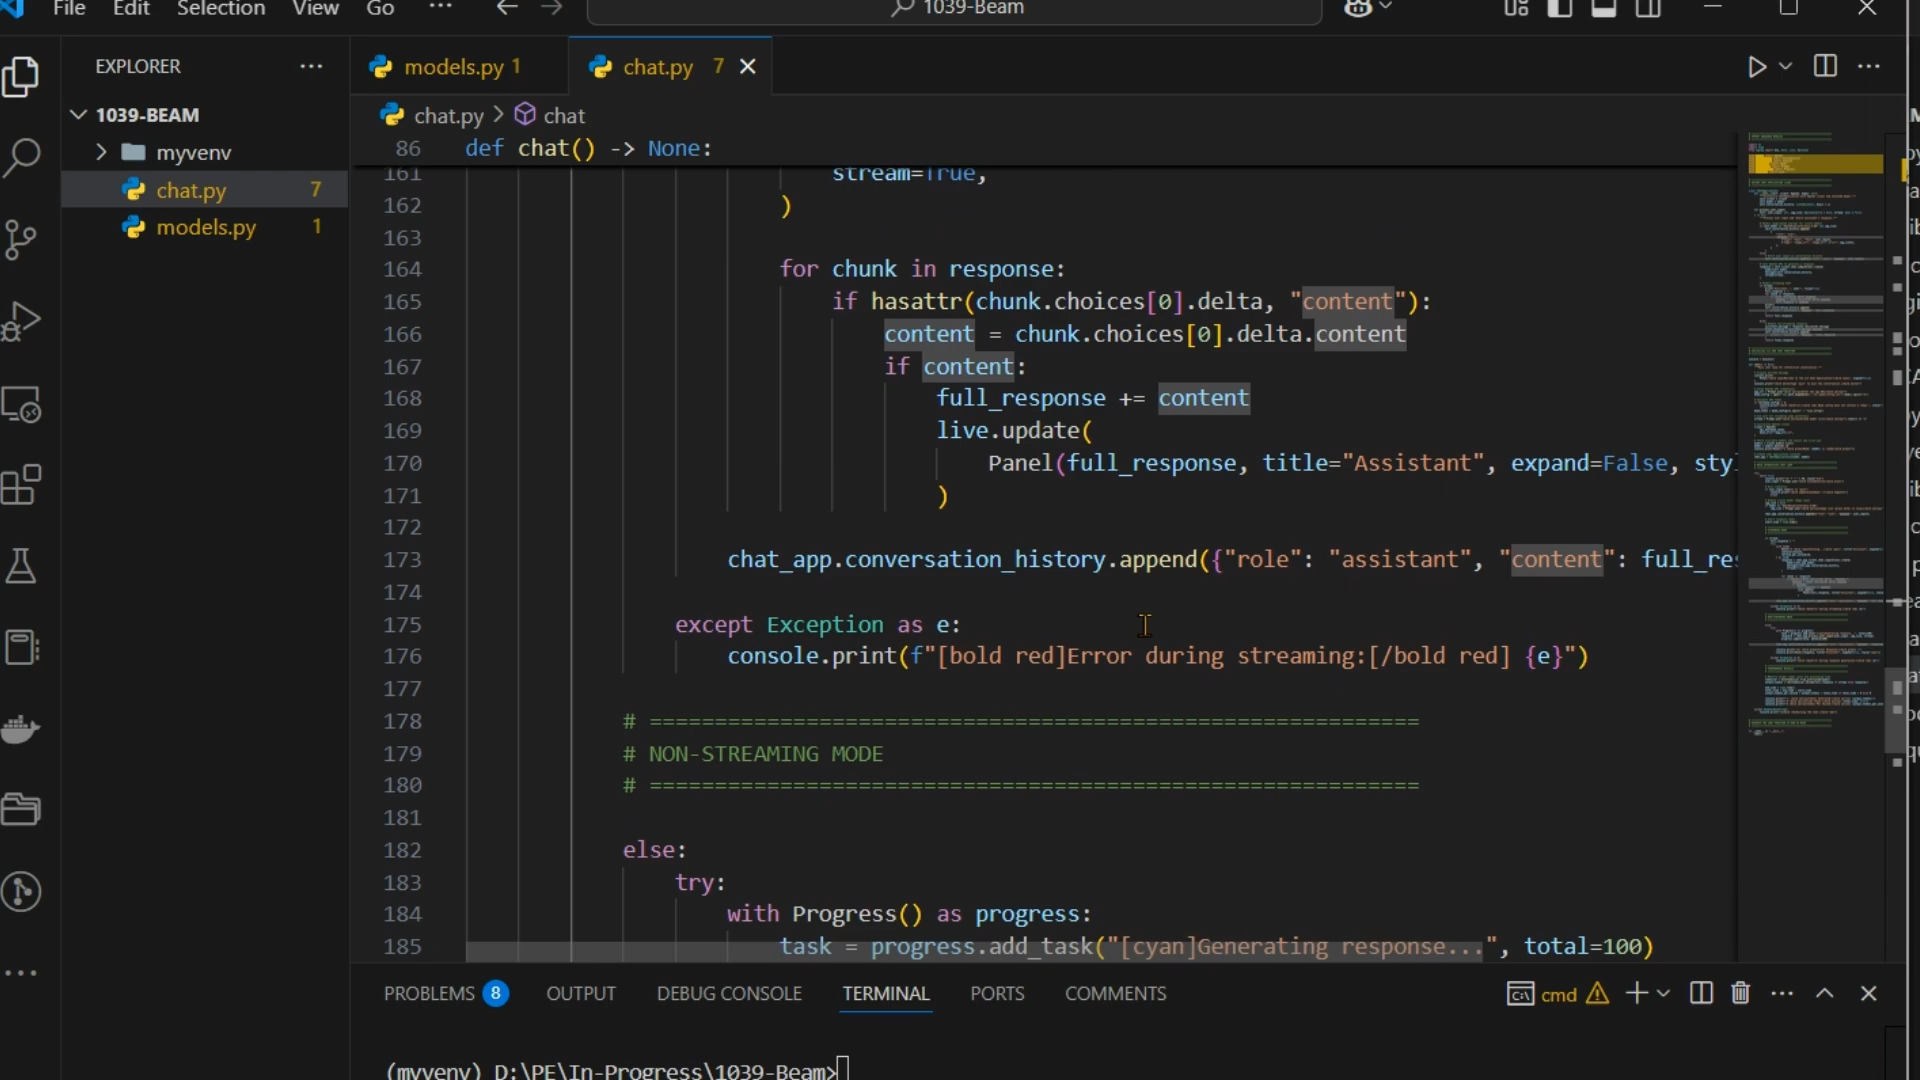 File Edit Selection View Go ··· 1039-Beam
EXPLORER ···
models.py 1
chat.py 7
1039-BEAM
myvenv
chat.py 7
models.py 1
chat.py > chat
86 def chat() -> None:
161 stream=True,
162 )
163
164 for chunk in response:
165 if hasattr(chunk.choices[0].delta, "content"):
166 content = chunk.choices[0].delta.content
167 if content:
168 full_response += content
169 live.update(
170 Panel(full_response, title="Assistant", expand=False, sty
171 )
172
173 chat_app.conversation_history.append({"role": "assistant", "content": full_re
174
175 except Exception as e:
176 console.print(f"[bold red]Error during streaming:[/bold red] {e}")
177
178 # ===========================================================
179 # NON-STREAMING MODE
180 # ===========================================================
181
182 else:
183 try:
184 with Progress() as progress:
185 task = progress.add_task("[cyan]Generating response...", total=100)
PROBLEMS 8 OUTPUT DEBUG CONSOLE TERMINAL PORTS COMMENTS cmd
(myvenv) D:\PE\In-Progress\1039-Beam>